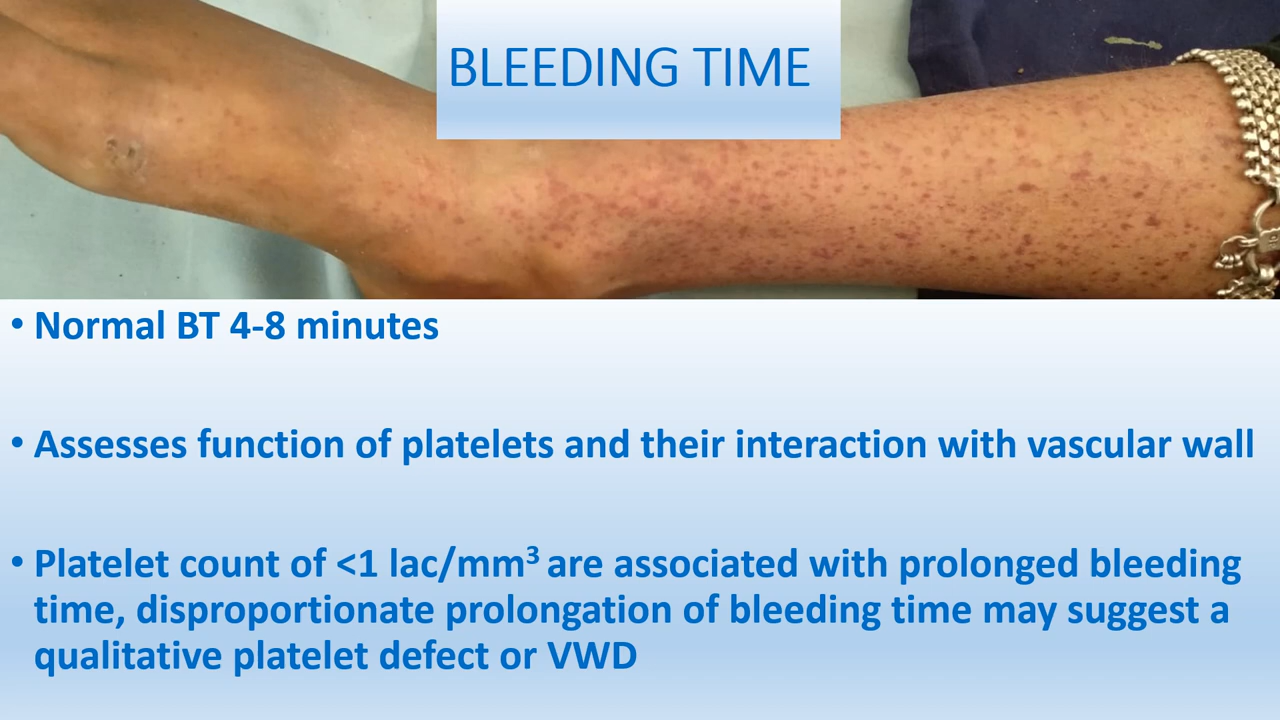 BLEEDING TIME
• Normal BT 4-8 minutes
• Assesses function of platelets and their interaction with vascular wall
• Platelet count of <1 lac/mm³ are associated with prolonged bleeding
time, disproportionate prolongation of bleeding time may suggest a
qualitative platelet defect or VWD